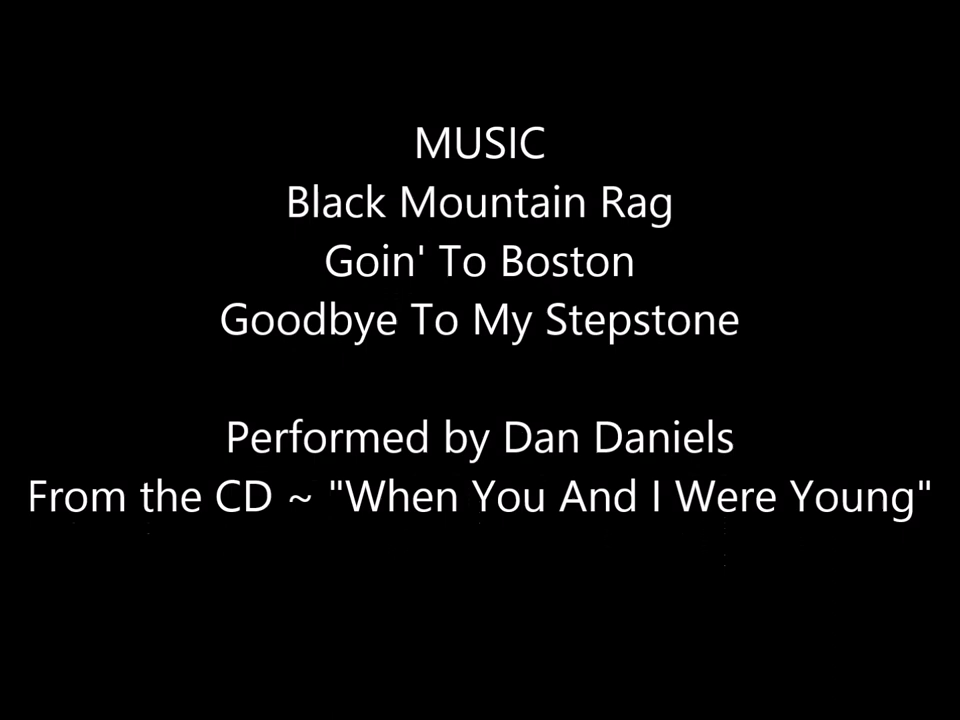 MUSIC
Black Mountain Rag
Goin' To Boston
Goodbye To My Stepstone
Performed by Dan Daniels
From the CD ~ "When You And I Were Young"